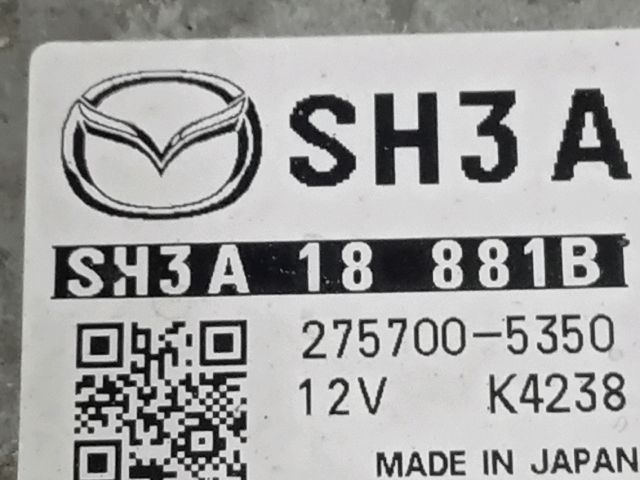 SH3A
SH3A 18 881B
275700-5350
12V K4238
MADE IN JAPAN